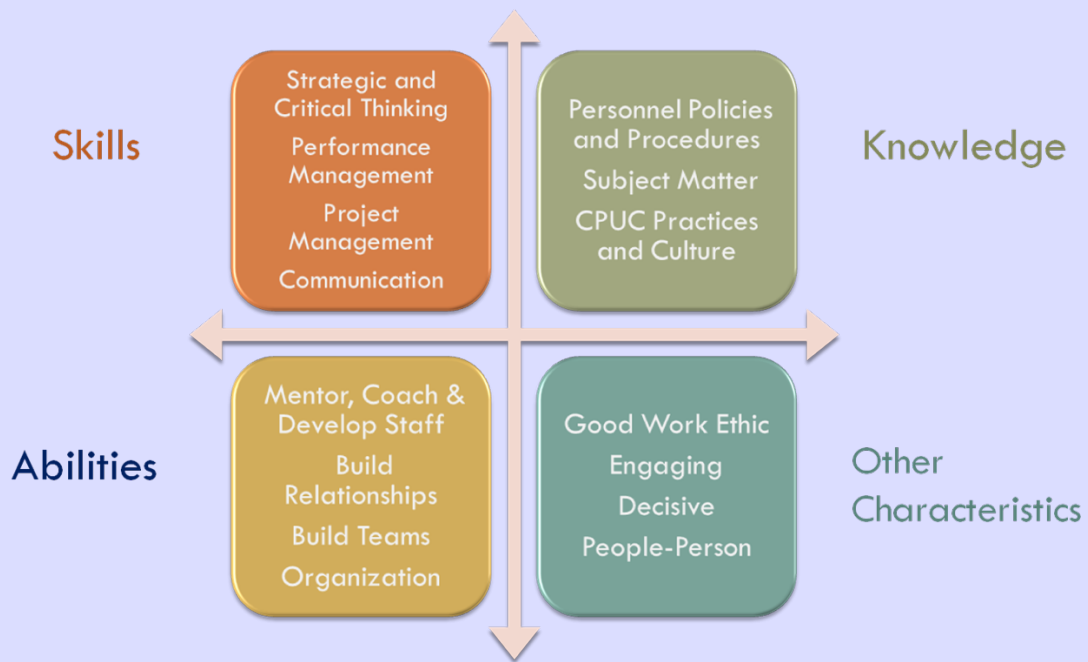 Skills
Strategic and
Critical Thinking
Performance
Management
Project
Management
Communication
Personnel Policies
and Procedures
Subject Matter
CPUC Practices
and Culture
Knowledge
Abilities
Mentor, Coach &
Develop Staff
Build
Relationships
Build Teams
Organization
Good Work Ethic
Engaging
Decisive
People-Person
Other
Characteristics